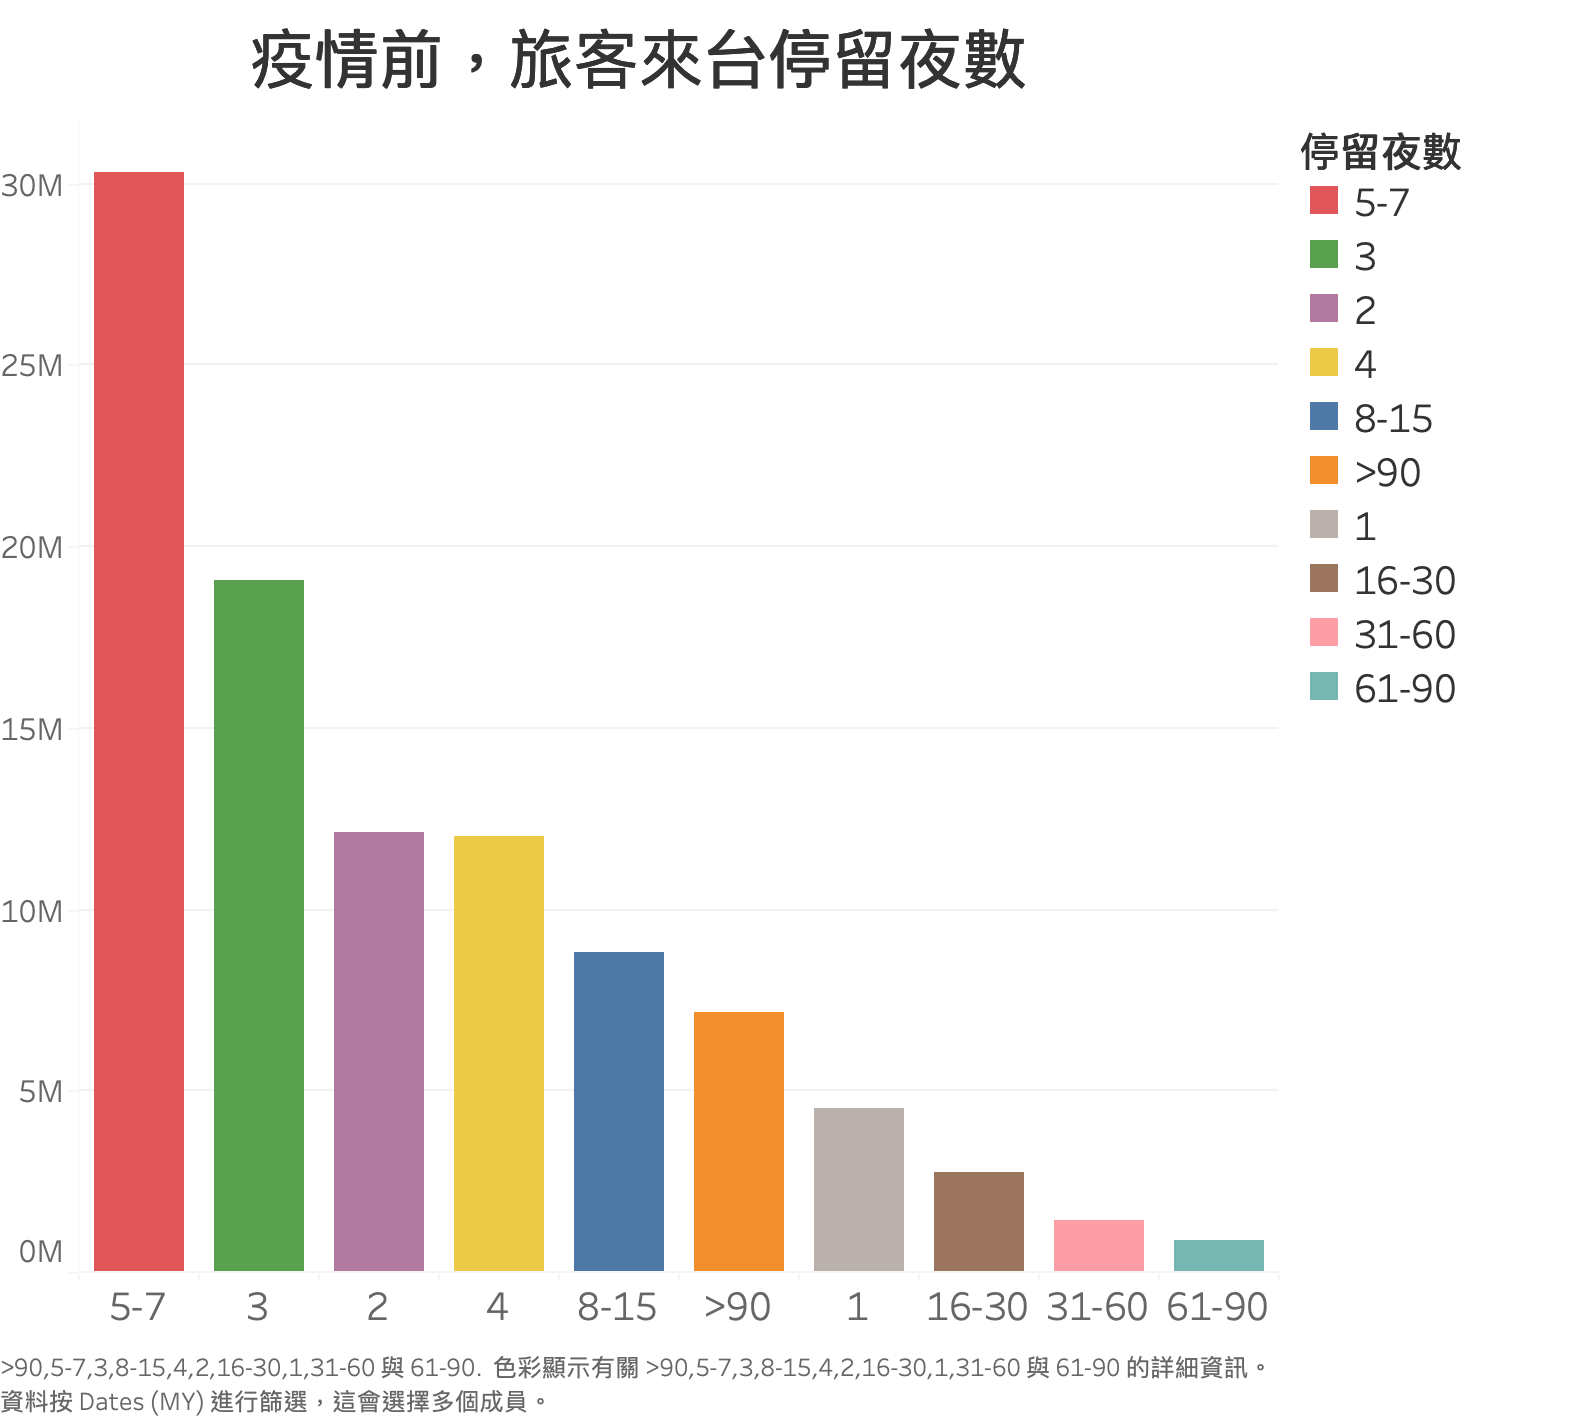 疫情前，旅客來台停留夜數
30M
25M
20M
15M
10M
5M
0M
5-7
3
2
4
8-15
>90
1
16-30
31-60
61-90
停留夜數
5-7
3
2
4
8-15
>90
1
16-30
31-60
61-90
>90,5-7,3,8-15,4,2,16-30,1,31-60 與 61-90. 色彩顯示有關 >90,5-7,3,8-15,4,2,16-30,1,31-60 與 61-90 的詳細資訊。
資料按 Dates (MY) 進行篩選，這會選擇多個成員。